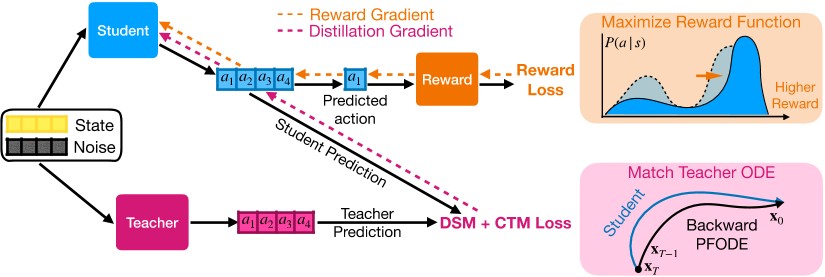 Reward Gradient
Distillation Gradient
Student
State
Noise
a1 a2 a3 a4
a1
Predicted
action
Reward
Reward
Loss
Student Prediction
Teacher
a1 a2 a3 a4
Teacher
Prediction
DSM + CTM Loss
Maximize Reward Function
P(a | s)
Higher
Reward
Match Teacher ODE
Student
Backward
PFODE
x0
xT−1
xT